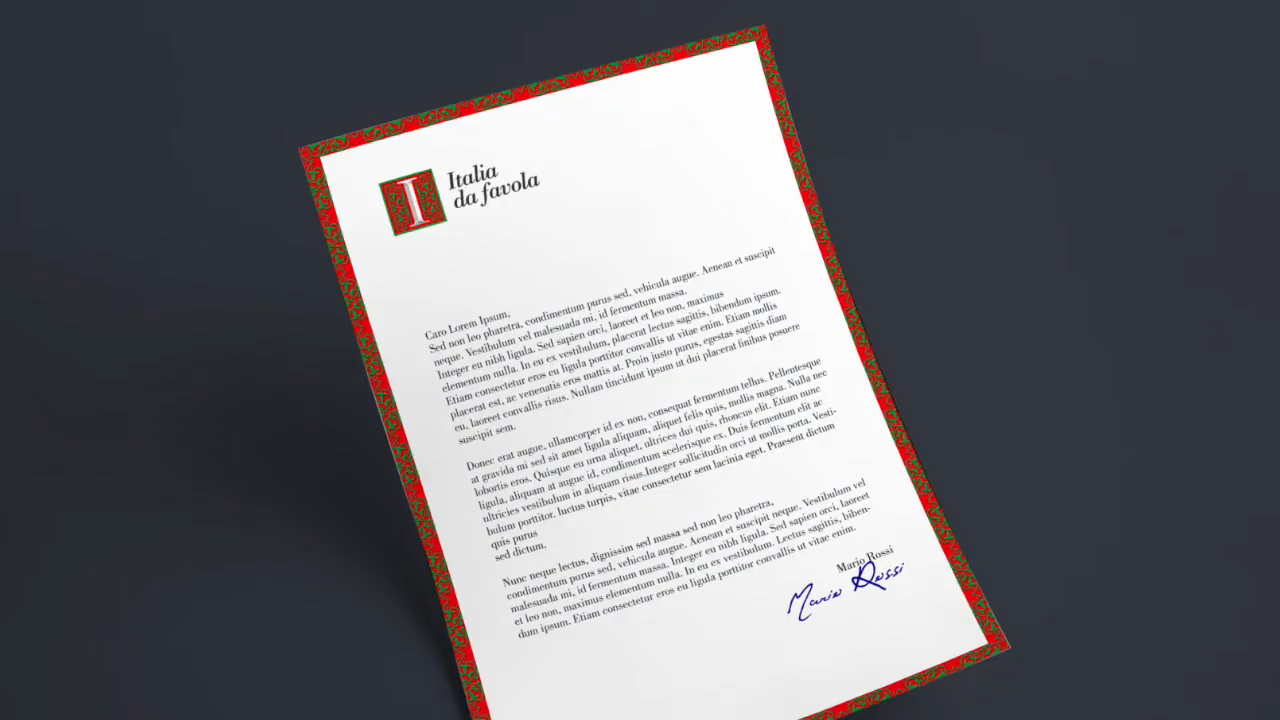 I
Italia
da favola
Caro Lorem Ipsum,
Sed non leo pharetra, condimentum purus sed, vehicula augue. Aenean et suscipit
neque. Vestibulum vel malesuada mi, id fermentum massa.
Integer eu nibh ligula. Sed sapien orci, laoreet et leo non, maximus
elementum nulla. In eu ex vestibulum, placerat lectus sagittis, bibendum ipsum.
Etiam consectetur eros eu ligula porttitor convallis ut vitae enim. Etiam mollis
placerat est, ac venenatis eros mattis at. Proin justo purus, egestas sagittis diam
eu, laoreet convallis risus. Nullam tincidunt ipsum ut dui placerat finibus posuere
suscipit sem.
Donec erat augue, ullamcorper id ex non, consequat fermentum tellus. Pellentesque
at gravida mi sed sit amet ligula aliquam, aliquet felis quis, mollis magna. Nulla nec
lobortis eros. Quisque eu urna aliquet, ultrices dui quis, rhoncus elit. Etiam nunc
ligula, aliquam at augue id, condimentum scelerisque ex. Duis fermentum elit ac
ultricies vestibulum in aliquam risus.Integer sollicitudin orci ut mollis porta. Vesti-
bulum porttitor. luctus turpis, vitae consectetur sem lacinia eget. Praesent dictum
quis purus
sed dictum.
Nunc neque lectus, dignissim sed massa sed non leo pharetra,
condimentum purus sed, vehicula augue. Aenean et suscipit neque. Vestibulum vel
malesuada mi, id fermentum massa. Integer eu nibh ligula. Sed sapien orci, laoreet
et leo non, maximus elementum nulla. In eu ex vestibulum. Lectus sagittis, biben-
dum ipsum. Etiam consectetur eros eu ligula porttitor convallis ut vitae enim.
Mario Rossi
Mario Rossi